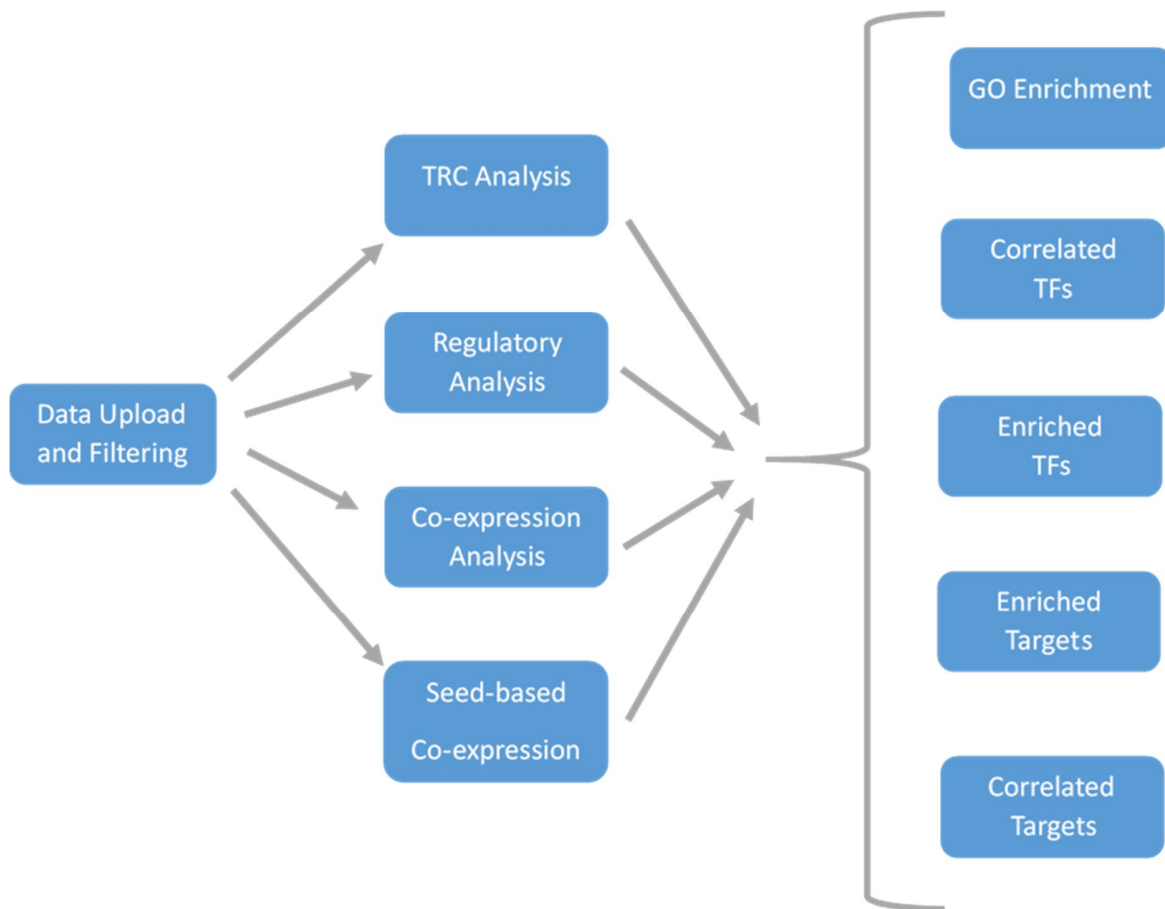 Data Upload
and Filtering
TRC Analysis
Regulatory
Analysis
Co-expression
Analysis
Seed-based
Co-expression
GO Enrichment
Correlated
TFs
Enriched
TFs
Enriched
Targets
Correlated
Targets